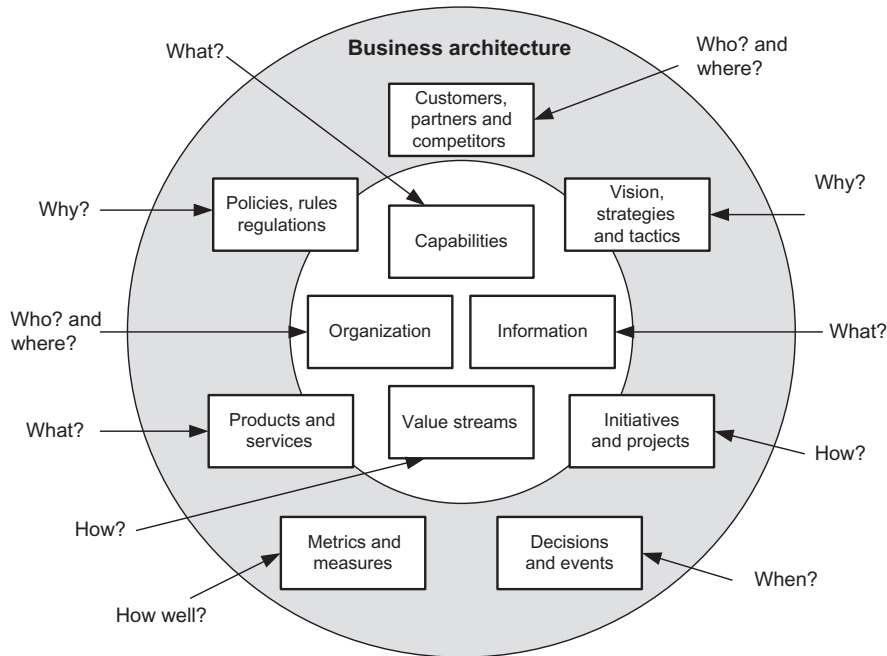 Business architecture
What?
Who? and
where?
Customers,
partners and
competitors
Why?
Policies, rules
regulations
Vision,
strategies
and tactics
Why?
Capabilities
Who? and
where?
Organization
Information
What?
What?
Products and
services
Value streams
Initiatives
and projects
How?
How?
Metrics and
measures
Decisions
and events
When?
How well?